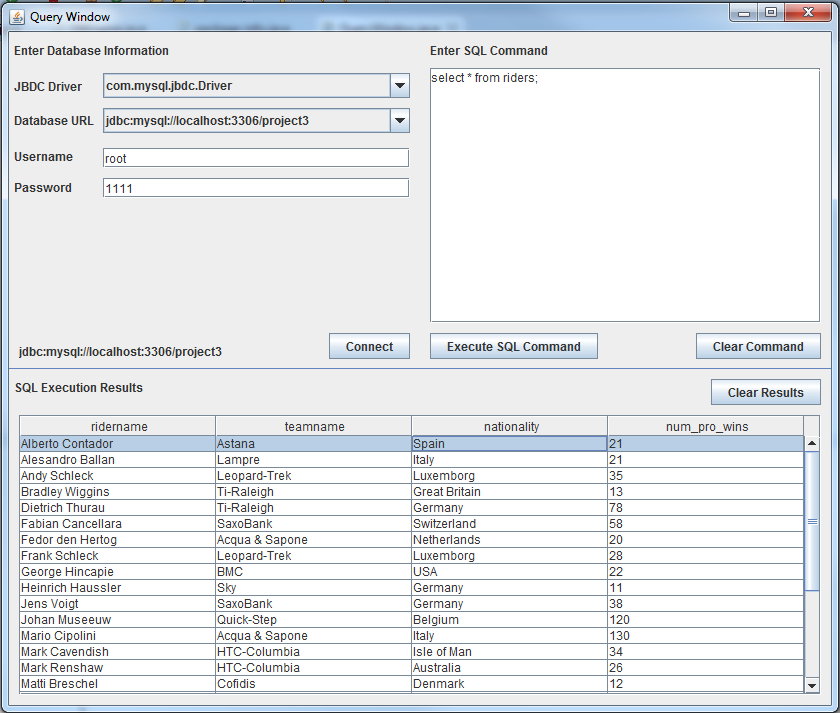 Query Window
Enter Database Information
Enter SQL Command
JBDC Driver com.mysql.jbdc.Driver
Database URL jdbc:mysql://localhost:3306/project3
Username root
Password 1111
select * from riders;
jdbc:mysql://localhost:3306/project3 Connect
Execute SQL Command Clear Command
SQL Execution Results
Clear Results
ridername teamname nationality num_pro_wins
Alberto Contador Astana Spain 21
Alesandro Ballan Lampre Italy 21
Andy Schleck Leopard-Trek Luxemborg 35
Bradley Wiggins Ti-Raleigh Great Britain 13
Dietrich Thurau Ti-Raleigh Germany 78
Fabian Cancellara SaxoBank Switzerland 58
Fedor den Hertog Acqua & Sapone Netherlands 20
Frank Schleck Leopard-Trek Luxemborg 28
George Hincapie BMC USA 22
Heinrich Haussler Sky Germany 11
Jens Voigt SaxoBank Germany 38
Johan Museeuw Quick-Step Belgium 120
Mario Cipolini Acqua & Sapone Italy 130
Mark Cavendish HTC-Columbia Isle of Man 34
Mark Renshaw HTC-Columbia Australia 26
Matti Breschel Cofidis Denmark 12